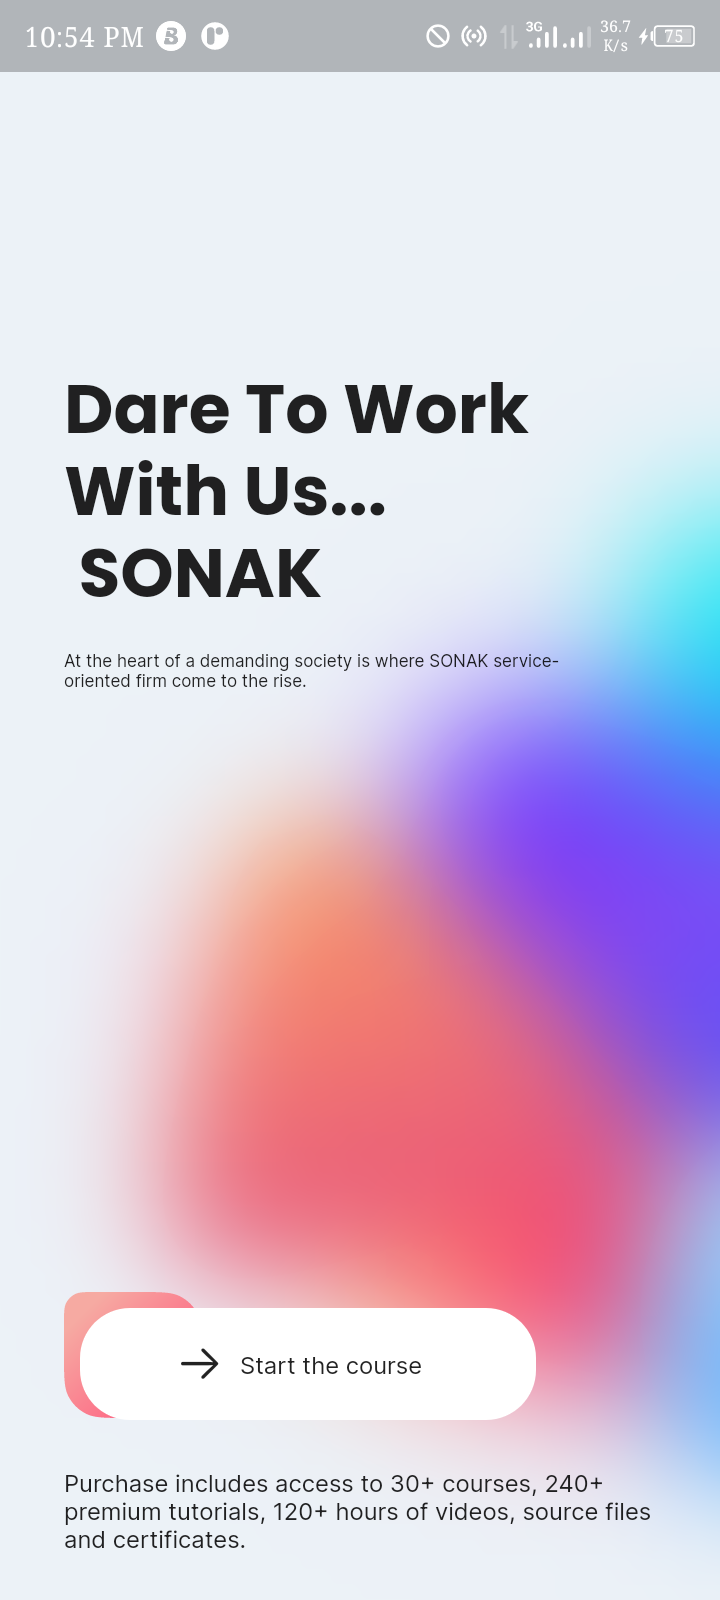 10:54 PM
3G
36.7
K/s
75
Dare To Work
With Us...
SONAK
At the heart of a demanding society is where SONAK service-
oriented firm come to the rise.
Start the course
Purchase includes access to 30+ courses, 240+
premium tutorials, 120+ hours of videos, source files
and certificates.